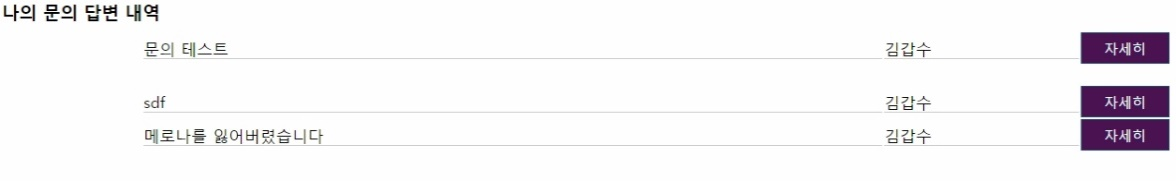 나의 문의 답변 내역
문의 테스트 김갑수 자세히
sdf 김갑수 자세히
메로나를 잃어버렸습니다 김갑수 자세히